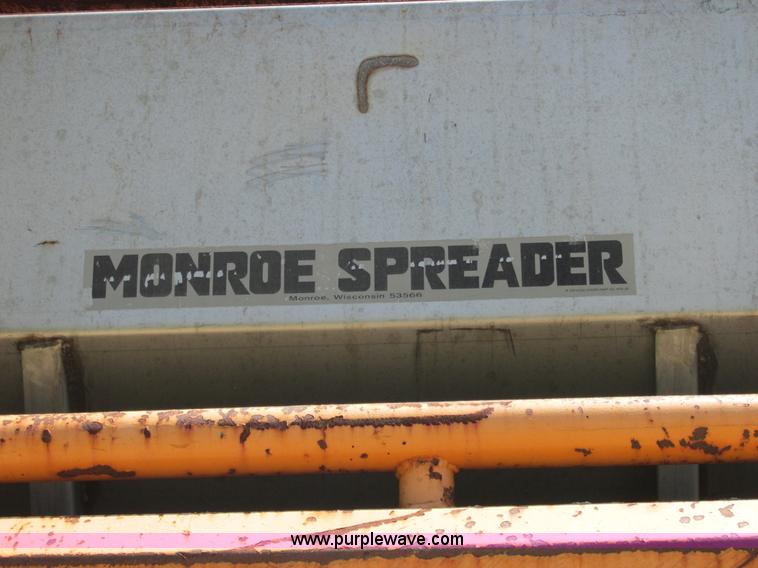 MONROE SPREADER
Monroe, Wisconsin 53566
www.purplewave.com